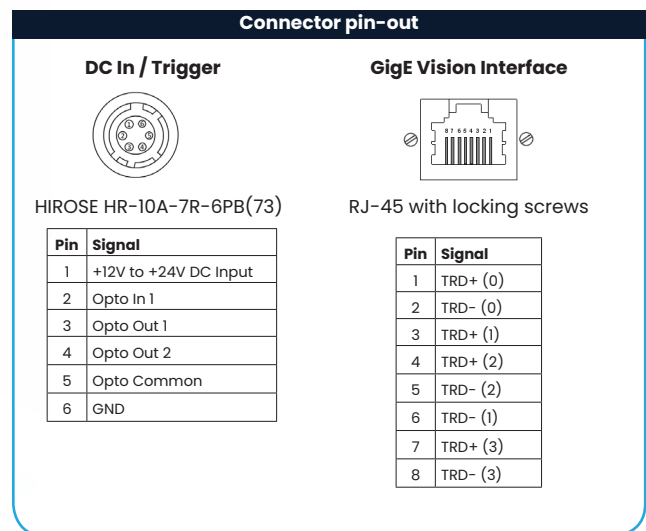 Connector pin-out
DC In / Trigger
HIROSE HR-10A-7R-6PB(73)
Pin Signal
1 +12V to +24V DC Input
2 Opto In 1
3 Opto Out 1
4 Opto Out 2
5 Opto Common
6 GND
GigE Vision Interface
8 7 6 5 4 3 2 1
RJ-45 with locking screws
Pin Signal
1 TRD+ (0)
2 TRD- (0)
3 TRD+ (1)
4 TRD+ (2)
5 TRD- (2)
6 TRD- (1)
7 TRD+ (3)
8 TRD- (3)